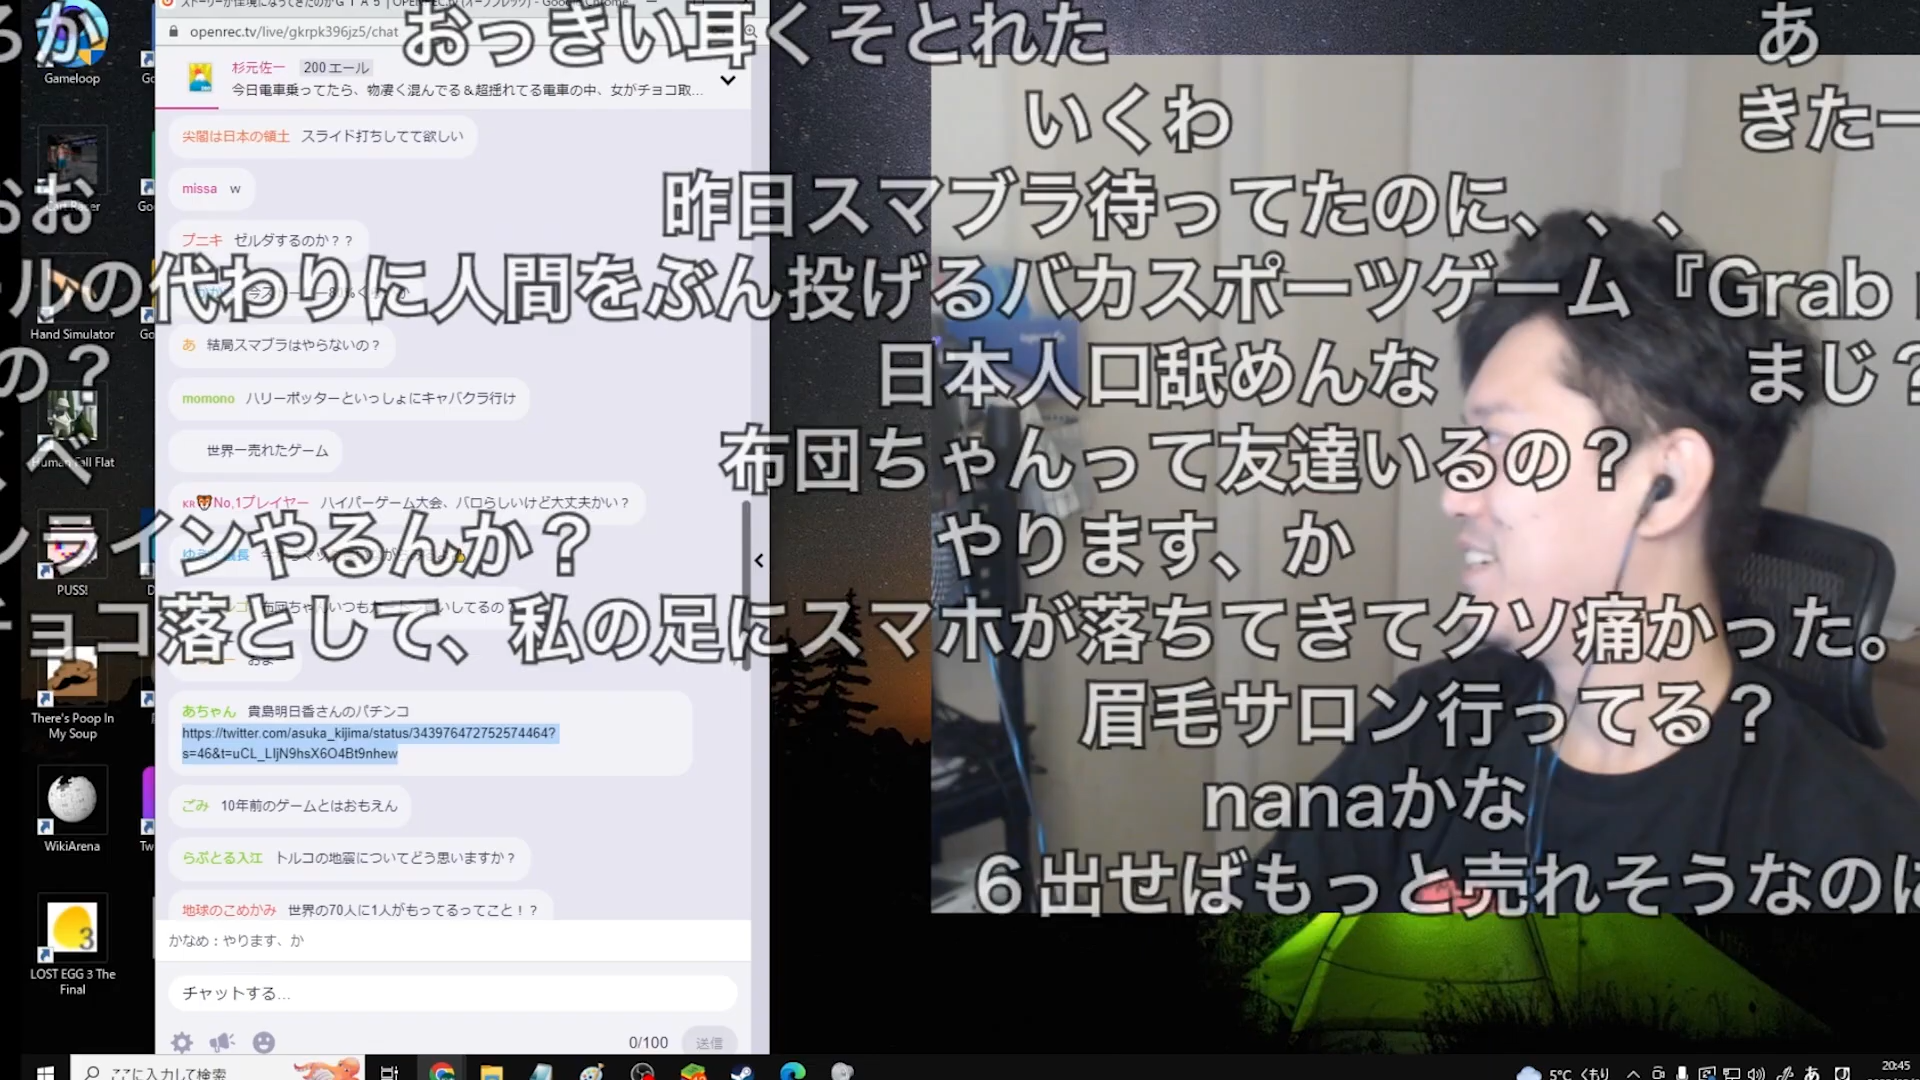 openrec.tv/live/gkrpk396jz5/chat
杉元佐一 200 エール
今日電車乗ってたら、物凄く混んでる＆超揺れてる電車の中、女がチョコ取...
尖閣は日本の領土 スライド打ちしてて欲しい
missa w
プニキ ゼルダするのか？？
あ 結局スマブラはやらないの？
momono ハリーポッターといっしょにキャバクラ行け
世界一売れたゲーム
KR🐯No,1プレイヤー ハイパーゲーム大会、バロらしいけど大丈夫かい？
あちゃん 貴島明日香さんのパチンコ
https://twitter.com/asuka_kijima/status/343976472752574464?
s=46&t=uCL_LIjN9hsX6O4Bt9nhew
ごみ 10年前のゲームとはおもえん
らぷとる入江 トルコの地震についてどう思いますか？
地球のこめかみ 世界の70人に1人がもってるってこと！？
かなめ：やります、か
チャットする...
0/100
送信
おっきい耳くそとれた
あ
いくわ
きたー
おお
昨日スマブラ待ってたのに、、、
ルの代わりに人間をぶん投げるバカスポーツゲーム『Grab
の？
日本人口舐めんな
まじ？
べ
布団ちゃんって友達いるの？
ンラインやるんか？
やります、か
チョコ落として、私の足にスマホが落ちてきてクソ痛かった。
眉毛サロン行ってる？
nanaかな
６出せばもっと売れそうなのに
Gameloop
Hand Simulator
Human Fall Flat
PUSS!
There's Poop In
My Soup
WikiArena
LOST EGG 3 The
Final
ここに入力して検索
5°C くもり
あ
20:45